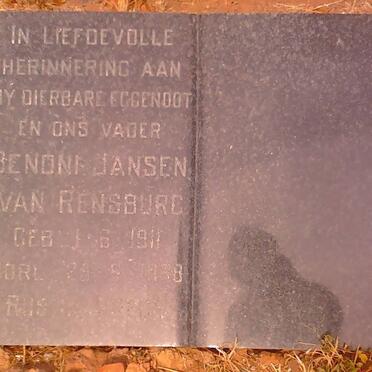 IN LIEFDEVOLLE
HERINNERING AAN
MY DIERBARE EGGENOOT
EN ONS VADER
BENONI JANSEN
VAN RENSBURG
GEB 1·6 1911
RUS